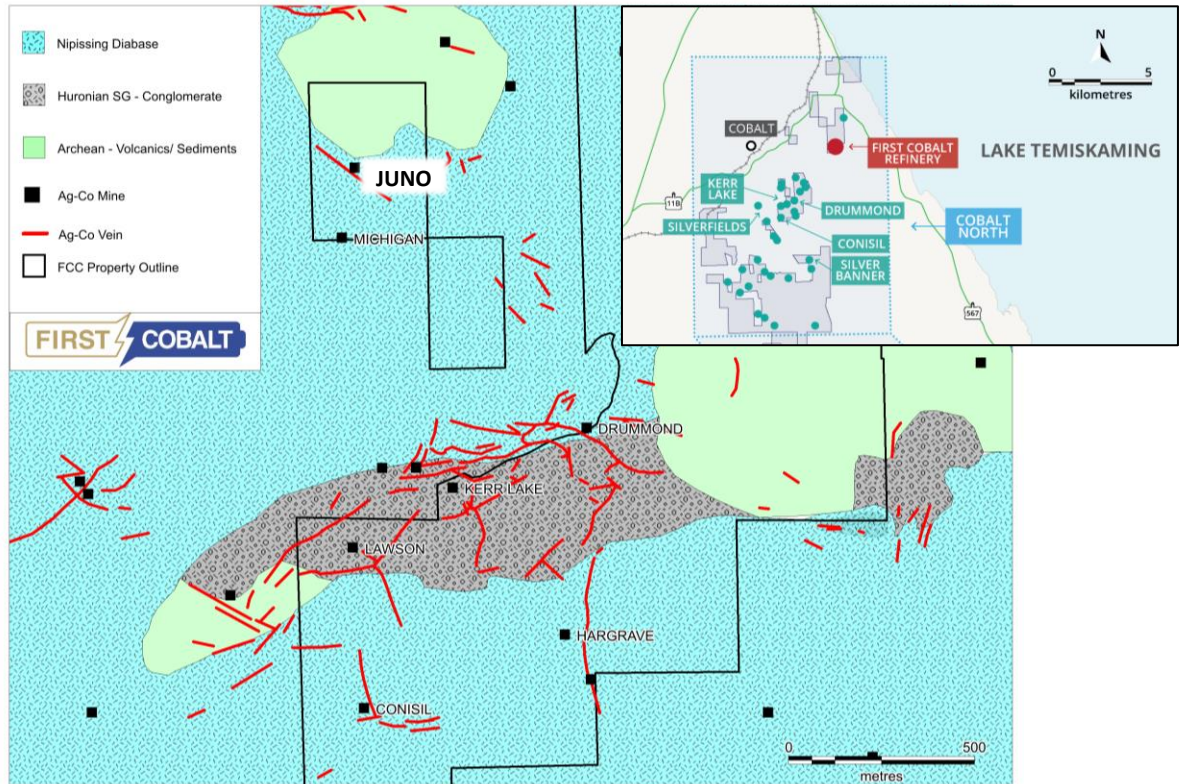 Nipissing Diabase
Huronian SG - Conglomerate
Archean - Volcanics/ Sediments
Ag-Co Mine
Ag-Co Vein
FCC Property Outline
FIRST COBALT
JUNO
MICHIGAN
DRUMMOND
KERR LAKE
LAWSON
HARGRAVE
CONISIL
0 500
metres
N
0 5
kilometres
COBALT
FIRST COBALT
REFINERY
LAKE TEMISKAMING
KERR
LAKE
11B
DRUMMOND
SILVERFIELDS
COBALT
NORTH
CONISIL
SILVER
BANNER
567